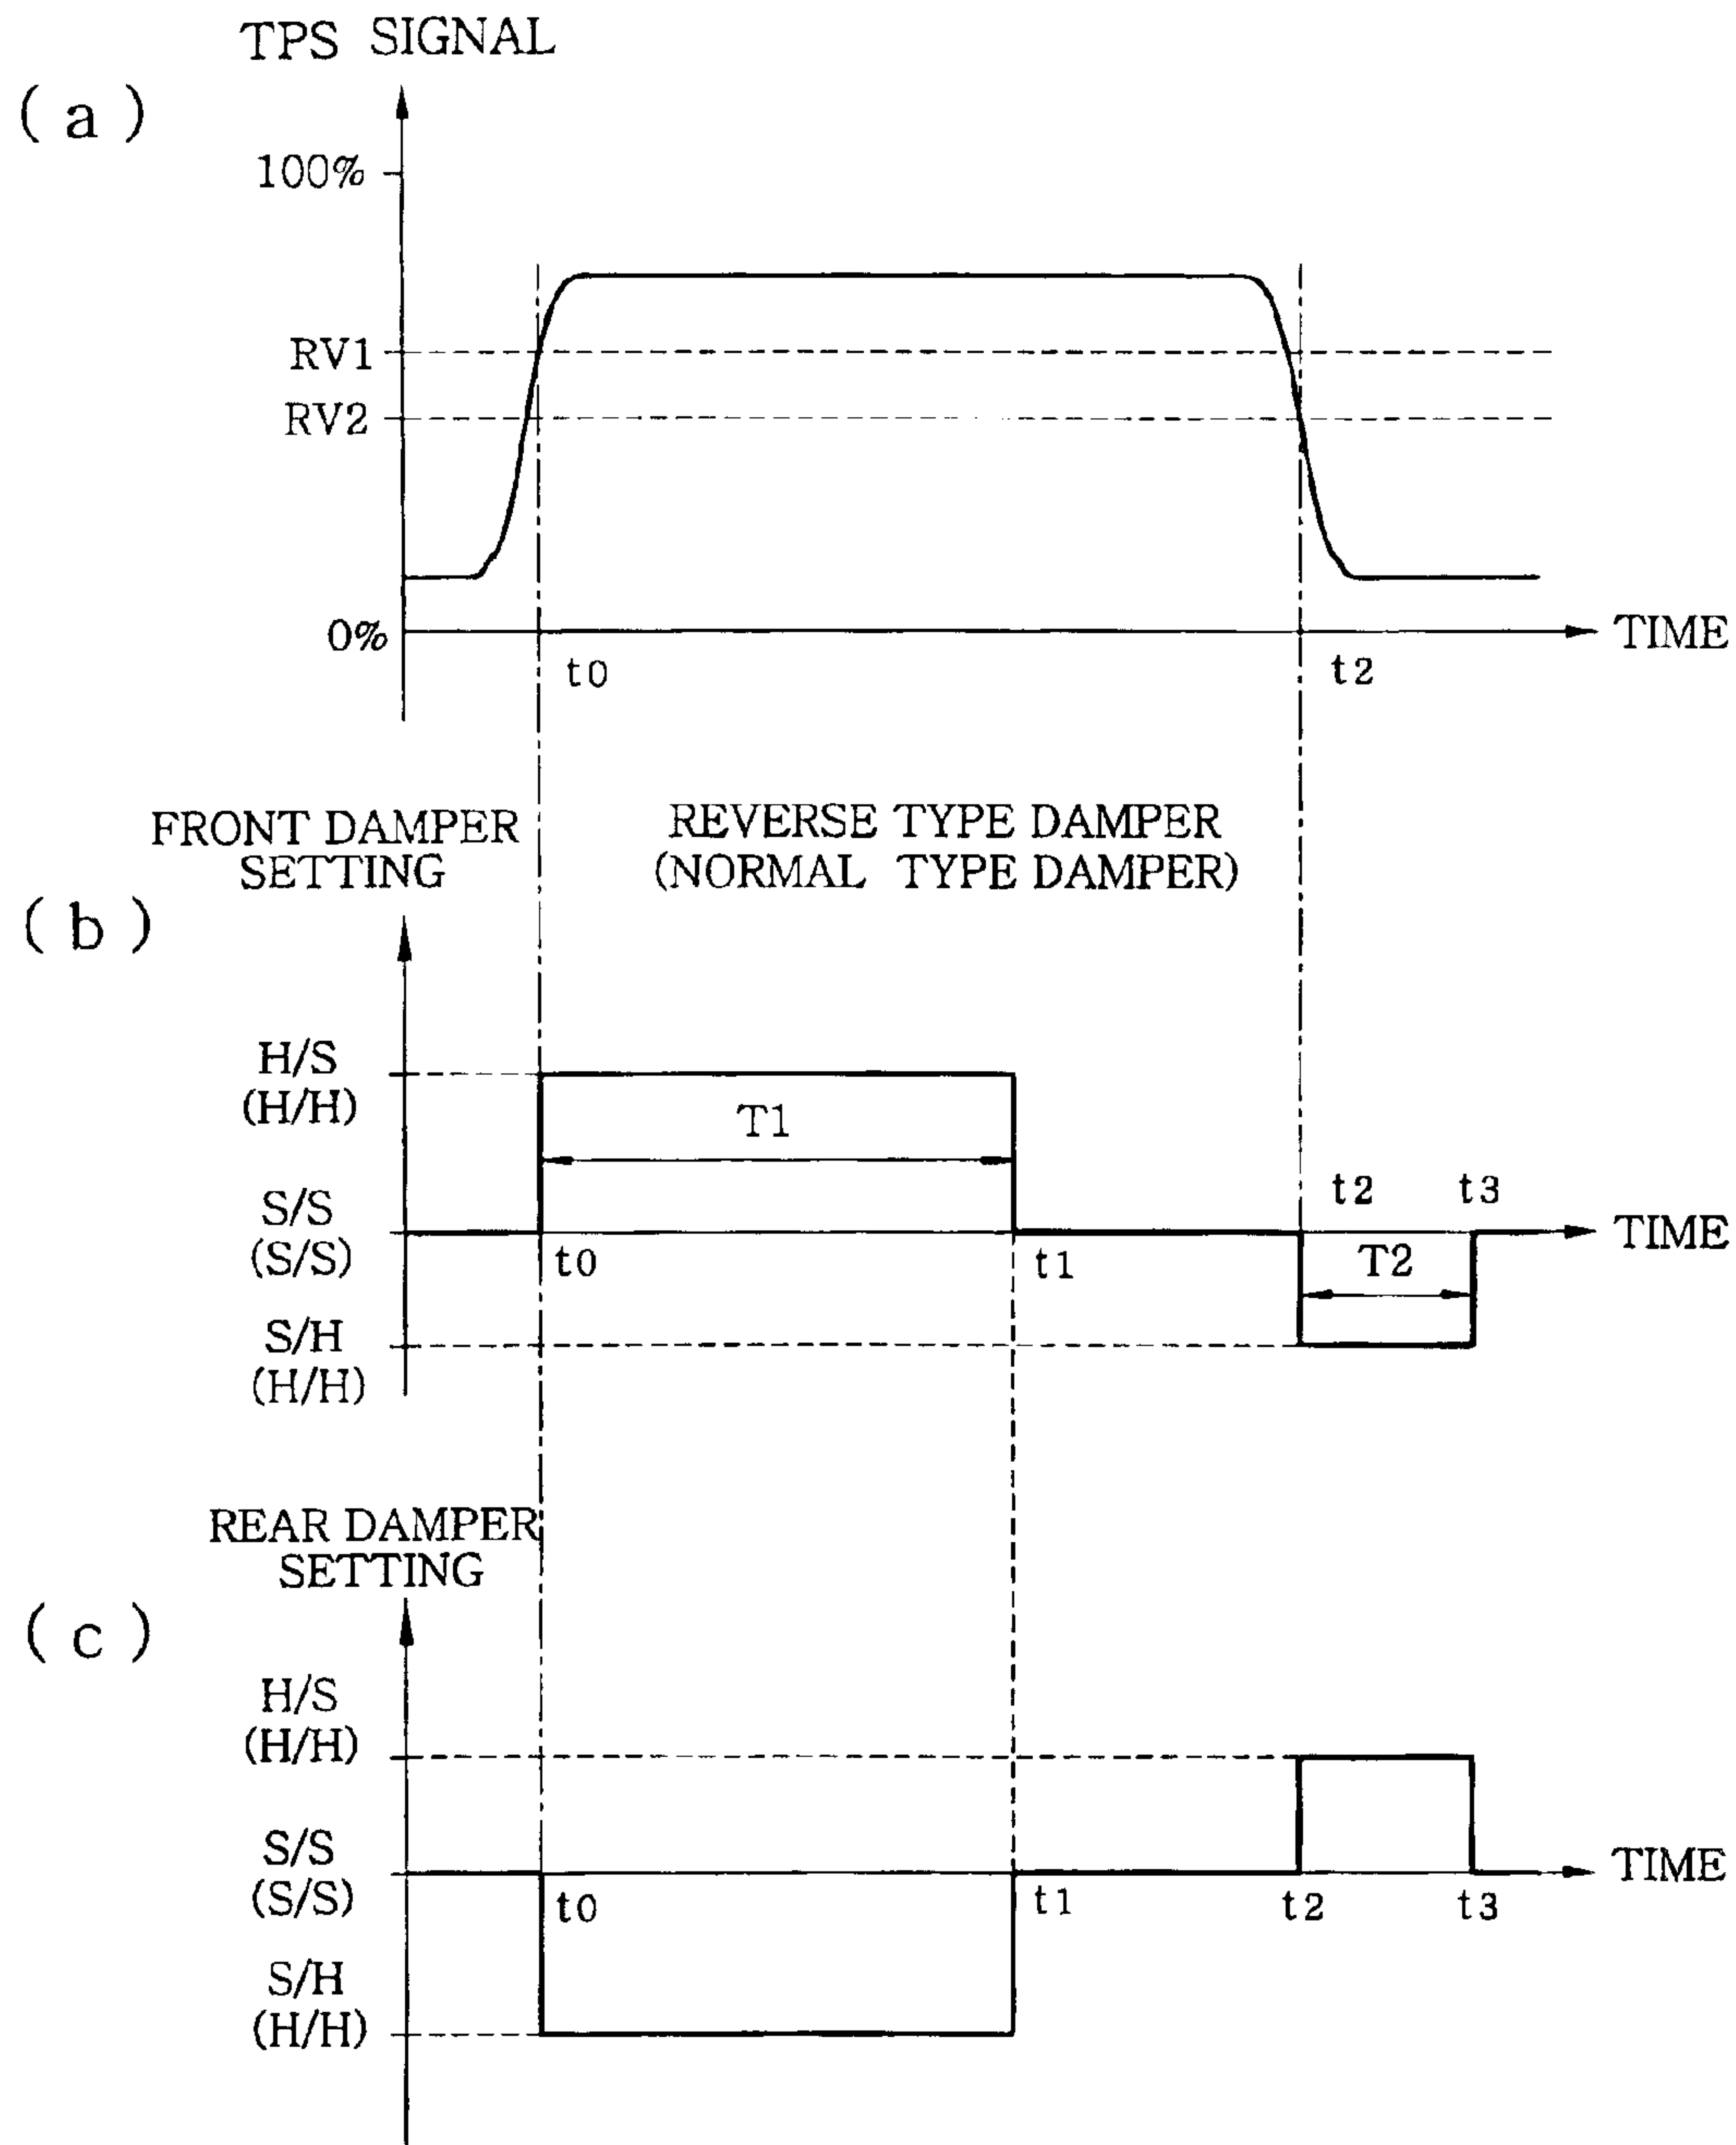 TPS SIGNAL
( a )
100%
RV1
RV2
0%
TIME
t0
t2
FRONT DAMPER
SETTING
REVERSE TYPE DAMPER
(NORMAL TYPE DAMPER)
( b )
H/S
(H/H)
T1
S/S
(S/S)
t0
t1
t2
t3
TIME
T2
S/H
(H/H)
REAR DAMPER
SETTING
( c )
H/S
(H/H)
S/S
(S/S)
TIME
t0
t1
t2
t3
S/H
(H/H)